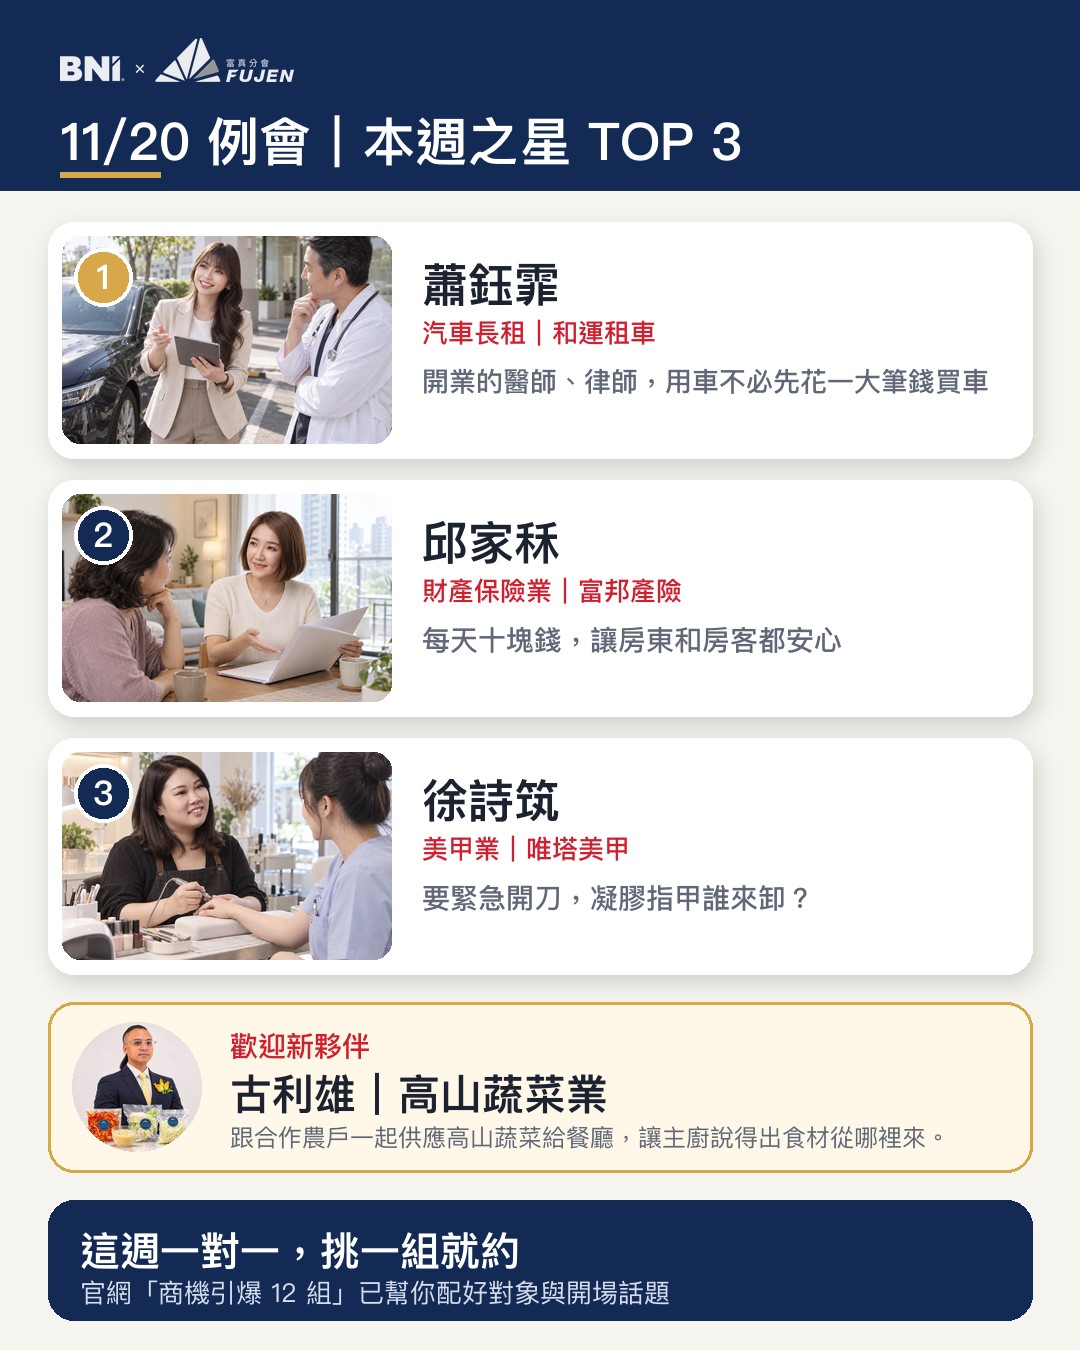 BNI × 富真分會 FUJEN
11/20 例會｜本週之星 TOP 3
1
蕭鈺霏
汽車長租｜和運租車
開業的醫師、律師，用車不必先花一大筆錢買車
2
邱家秝
財產保險業｜富邦產險
每天十塊錢，讓房東和房客都安心
3
徐詩筑
美甲業｜唯塔美甲
要緊急開刀，凝膠指甲誰來卸？
歡迎新夥伴
古利雄｜高山蔬菜業
跟合作農戶一起供應高山蔬菜給餐廳，讓主廚說得出食材從哪裡來。
這週一對一，挑一組就約
官網「商機引爆 12 組」已幫你配好對象與開場話題